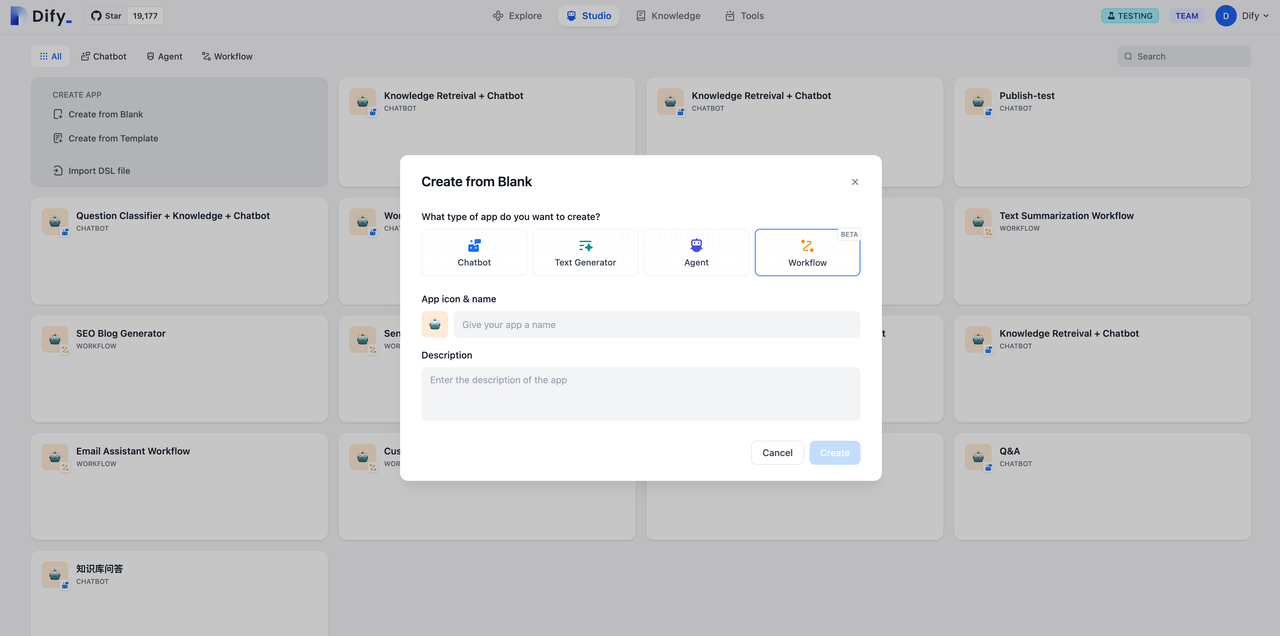 Dify_
Star 19,177
Explore
Studio
Knowledge
Tools
TESTING
TEAM
D
Dify
All
Chatbot
Agent
Workflow
Search
CREATE APP
Create from Blank
Create from Template
Import DSL file
Knowledge Retreival + Chatbot
CHATBOT
Knowledge Retreival + Chatbot
CHATBOT
Publish-test
CHATBOT
Question Classifier + Knowledge + Chatbot
CHATBOT
Wor
CHAT
Text Summarization Workflow
WORKFLOW
SEO Blog Generator
WORKFLOW
Sen
WOR
t
Knowledge Retreival + Chatbot
CHATBOT
Email Assistant Workflow
WORKFLOW
Cus
WOR
Q&A
CHATBOT
知识库问答
CHATBOT
Create from Blank
What type of app do you want to create?
Chatbot
Text Generator
Agent
BETA
Workflow
App icon & name
Give your app a name
Description
Enter the description of the app
Cancel
Create